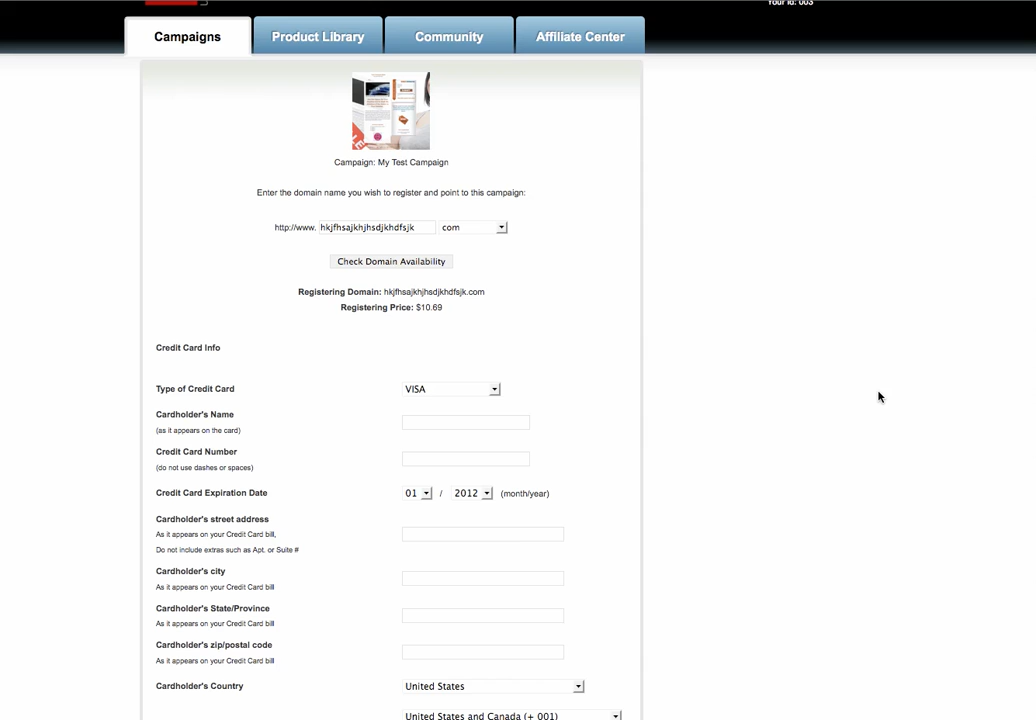 Your id: 003
Campaigns
Product Library
Community
Affiliate Center
Campaign: My Test Campaign
Enter the domain name you wish to register and point to this campaign:
http://www. hkjfhsajkhjhsdjkhdfsjk com
Check Domain Availability
Registering Domain: hkjfhsajkhjhsdjkhdfsjk.com
Registering Price: $10.69
Credit Card Info
Type of Credit Card VISA
Cardholder's Name
(as it appears on the card)
Credit Card Number
(do not use dashes or spaces)
Credit Card Expiration Date 01 / 2012 (month/year)
Cardholder's street address
As it appears on your Credit Card bill,
Do not include extras such as Apt. or Suite #
Cardholder's city
As it appears on your Credit Card bill
Cardholder's State/Province
As it appears on your Credit Card bill
Cardholder's zip/postal code
As it appears on your Credit Card bill
Cardholder's Country United States
United States and Canada (+ 001)